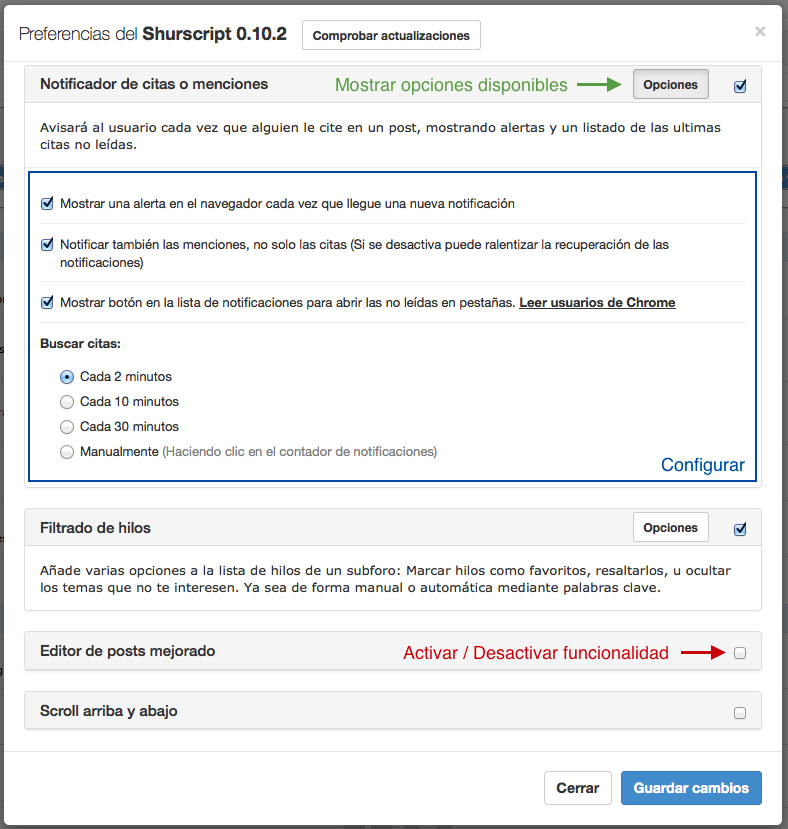 Preferencias del Shurscript 0.10.2 Comprobar actualizaciones ×
Notificador de citas o menciones Mostrar opciones disponibles Opciones
Avisará al usuario cada vez que alguien le cite en un post, mostrando alertas y un listado de las ultimas
citas no leídas.
Mostrar una alerta en el navegador cada vez que llegue una nueva notificación
Notificar también las menciones, no solo las citas (Si se desactiva puede ralentizar la recuperación de las
notificaciones)
Mostrar botón en la lista de notificaciones para abrir las no leídas en pestañas. Leer usuarios de Chrome
Buscar citas:
Cada 2 minutos
Cada 10 minutos
Cada 30 minutos
Manualmente (Haciendo clic en el contador de notificaciones)
Configurar
Filtrado de hilos Opciones
Añade varias opciones a la lista de hilos de un subforo: Marcar hilos como favoritos, resaltarlos, u ocultar
los temas que no te interesen. Ya sea de forma manual o automática mediante palabras clave.
Editor de posts mejorado Activar / Desactivar funcionalidad
Scroll arriba y abajo
Cerrar Guardar cambios